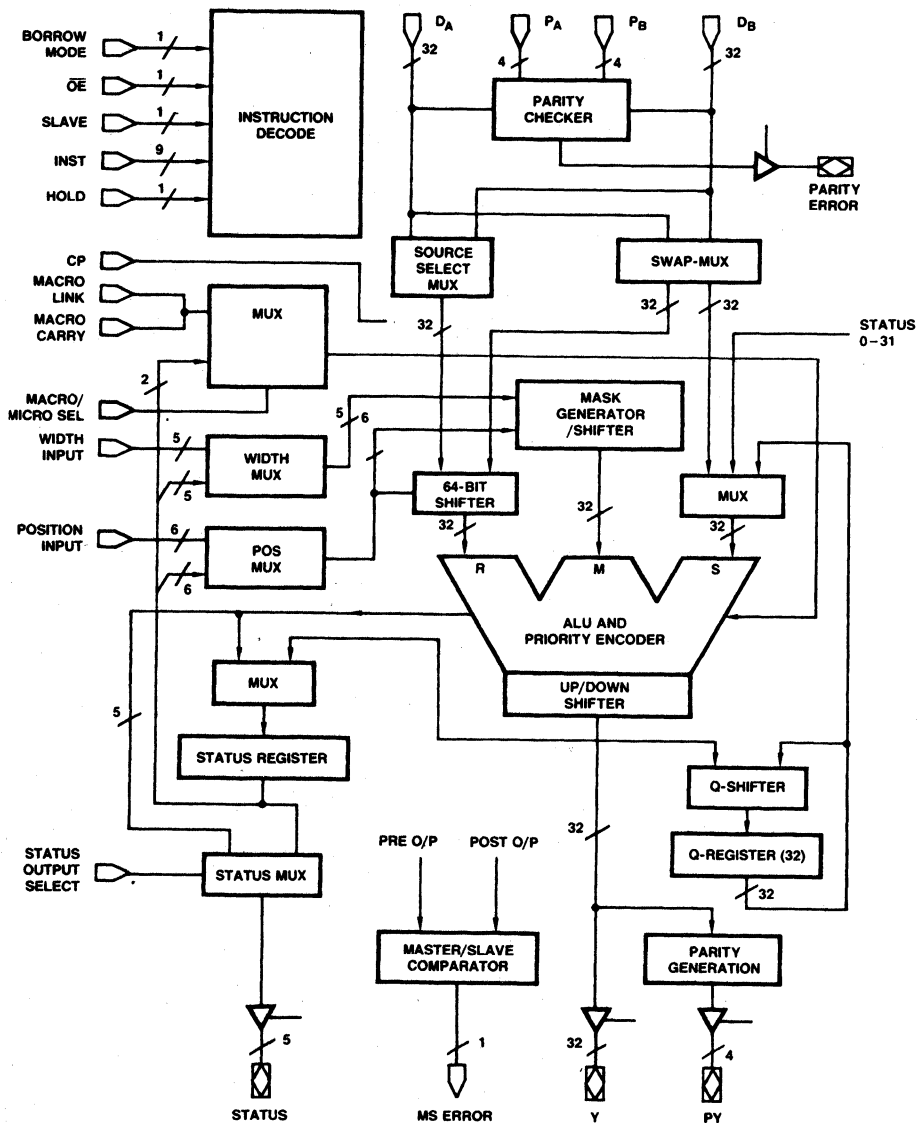 DA
PA
PB
DB
32
4
4
32
BORROW
MODE
1
OE
1
SLAVE
1
INST
9
HOLD
1
INSTRUCTION
DECODE
PARITY
CHECKER
PARITY
ERROR
CP
MACRO
LINK
MACRO
CARRY
MUX
2
MACRO/
MICRO SEL
SOURCE
SELECT
MUX
SWAP-MUX
32
32
32
STATUS
0-31
WIDTH
INPUT
5
WIDTH
MUX
5
5
6
MASK
GENERATOR
/SHIFTER
POSITION
INPUT
6
POS
MUX
6
64-BIT
SHIFTER
MUX
32
32
32
R
M
S
ALU AND
PRIORITY ENCODER
UP/DOWN
SHIFTER
MUX
5
STATUS REGISTER
Q-SHIFTER
Q-REGISTER (32)
32
32
STATUS
OUTPUT
SELECT
STATUS MUX
PRE O/P
POST O/P
MASTER/SLAVE
COMPARATOR
PARITY
GENERATION
5
1
32
4
STATUS
MS ERROR
Y
PY